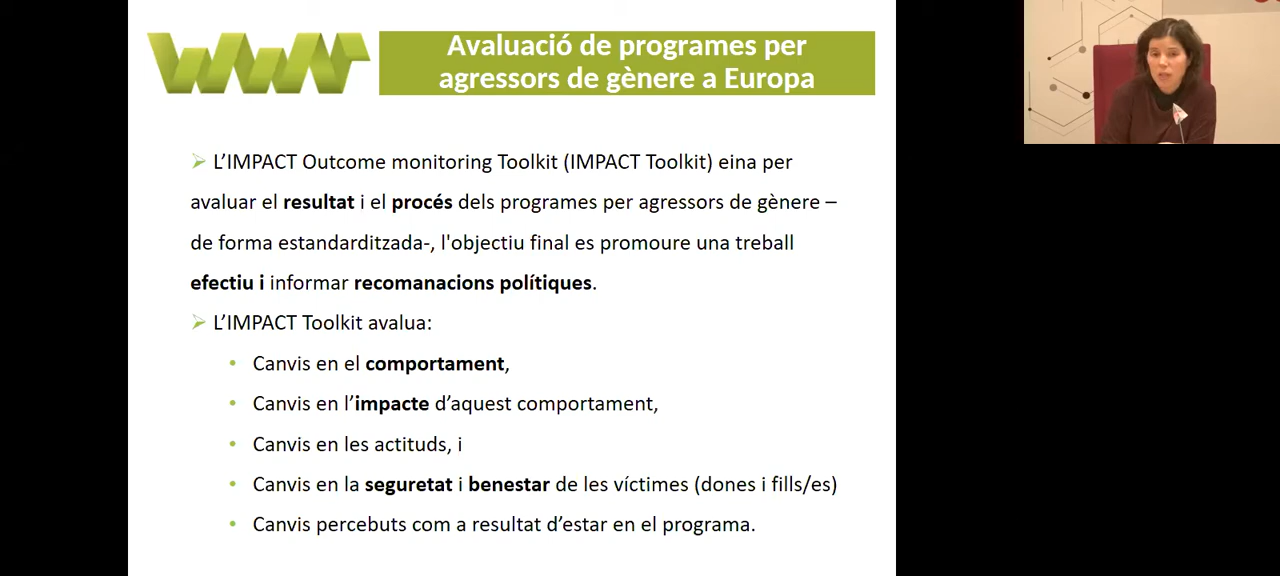 Avaluació de programes per
agressors de gènere a Europa
L'IMPACT Outcome monitoring Toolkit (IMPACT Toolkit) eina per
avaluar el resultat i el procés dels programes per agressors de gènere –
de forma estandarditzada-, l'objectiu final es promoure una treball
efectiu i informar recomanacions polítiques.
L'IMPACT Toolkit avalua:
• Canvis en el comportament,
• Canvis en l'impacte d'aquest comportament,
• Canvis en les actituds, i
• Canvis en la seguretat i benestar de les víctimes (dones i fills/es)
• Canvis percebuts com a resultat d'estar en el programa.